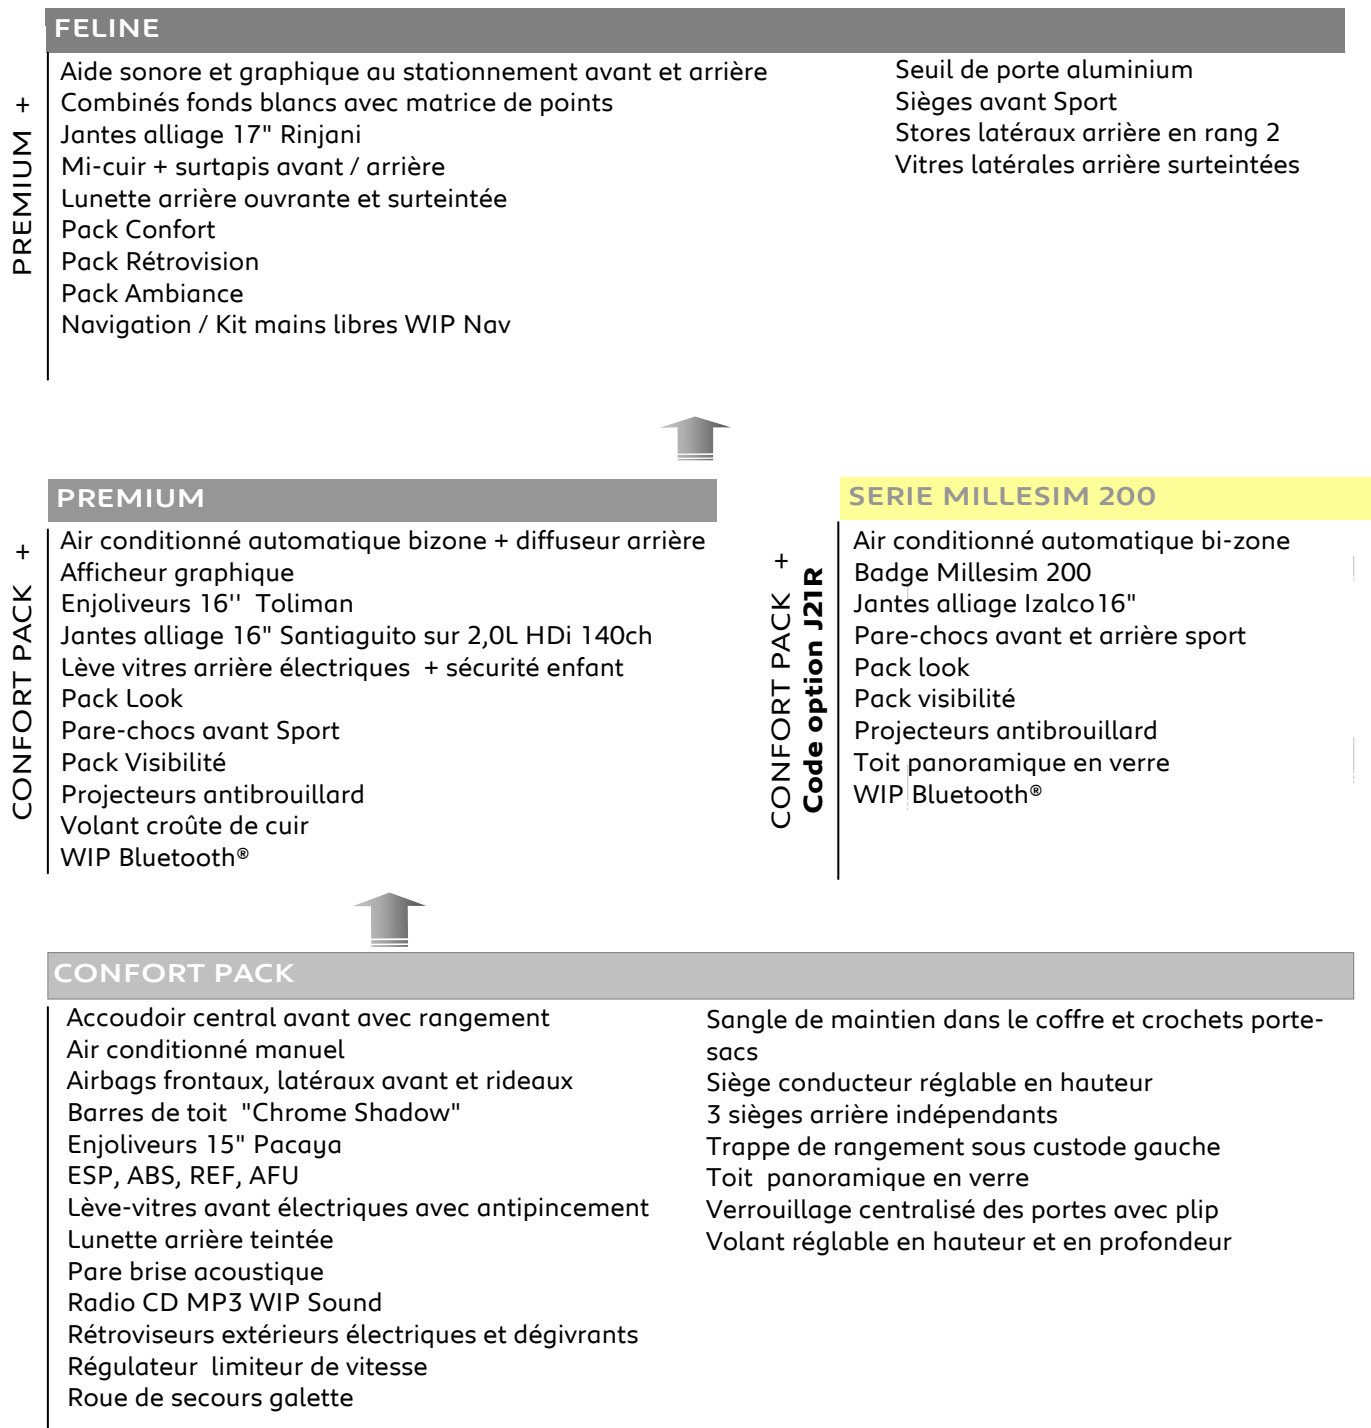 FELINE
PREMIUM +
Aide sonore et graphique au stationnement avant et arrière
Combinés fonds blancs avec matrice de points
Jantes alliage 17" Rinjani
Mi-cuir + surtapis avant / arrière
Lunette arrière ouvrante et surteintée
Pack Confort
Pack Rétrovision
Pack Ambiance
Navigation / Kit mains libres WIP Nav
Seuil de porte aluminium
Sièges avant Sport
Stores latéraux arrière en rang 2
Vitres latérales arrière surteintées
PREMIUM
CONFORT PACK +
Air conditionné automatique bizone + diffuseur arrière
Afficheur graphique
Enjoliveurs 16'' Toliman
Jantes alliage 16" Santiaguito sur 2,0L HDi 140ch
Lève vitres arrière électriques + sécurité enfant
Pack Look
Pare-chocs avant Sport
Pack Visibilité
Projecteurs antibrouillard
Volant croûte de cuir
WIP Bluetooth®
SERIE MILLESIM 200
CONFORT PACK +
Code option J21R
Air conditionné automatique bi-zone
Badge Millesim 200
Jantes alliage Izalco16"
Pare-chocs avant et arrière sport
Pack look
Pack visibilité
Projecteurs antibrouillard
Toit panoramique en verre
WIP Bluetooth®
CONFORT PACK
Accoudoir central avant avec rangement
Air conditionné manuel
Airbags frontaux, latéraux avant et rideaux
Barres de toit "Chrome Shadow"
Enjoliveurs 15" Pacaya
ESP, ABS, REF, AFU
Lève-vitres avant électriques avec antipincement
Lunette arrière teintée
Pare brise acoustique
Radio CD MP3 WIP Sound
Rétroviseurs extérieurs électriques et dégivrants
Régulateur limiteur de vitesse
Roue de secours galette
Sangle de maintien dans le coffre et crochets porte-
sacs
Siège conducteur réglable en hauteur
3 sièges arrière indépendants
Trappe de rangement sous custode gauche
Toit panoramique en verre
Verrouillage centralisé des portes avec plip
Volant réglable en hauteur et en profondeur